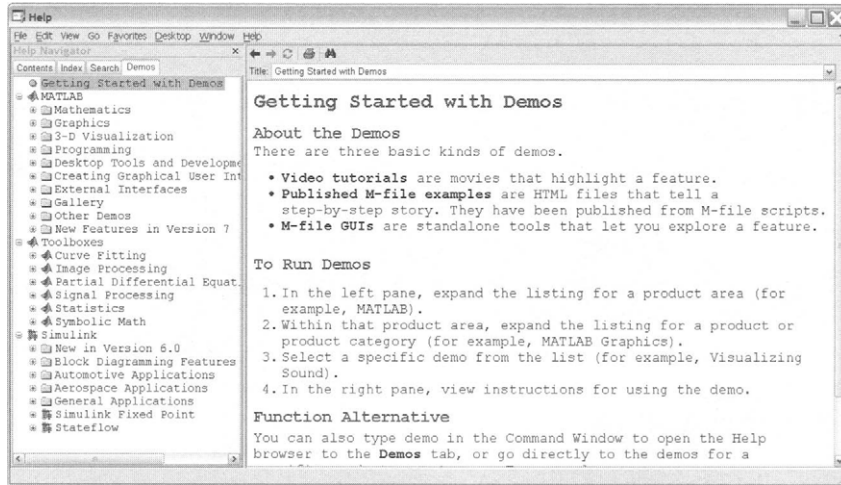 Help
File Edit View Go Favorites Desktop Window Help
Help Navigator
Contents Index Search Demos
Getting Started with Demos
MATLAB
Mathematics
Graphics
3-D Visualization
Programming
Desktop Tools and Developme
Creating Graphical User Int
External Interfaces
Gallery
Other Demos
New Features in Version 7
Toolboxes
Curve Fitting
Image Processing
Partial Differential Equat.
Signal Processing
Statistics
Symbolic Math
Simulink
New in Version 6.0
Block Diagramming Features
Automotive Applications
Aerospace Applications
General Applications
Simulink Fixed Point
Stateflow
Title: Getting Started with Demos
Getting Started with Demos
About the Demos
There are three basic kinds of demos.
• Video tutorials are movies that highlight a feature.
• Published M-file examples are HTML files that tell a
step-by-step story. They have been published from M-file scripts.
• M-file GUIs are standalone tools that let you explore a feature.
To Run Demos
1. In the left pane, expand the listing for a product area (for
example, MATLAB).
2. Within that product area, expand the listing for a product or
product category (for example, MATLAB Graphics).
3. Select a specific demo from the list (for example, Visualizing
Sound).
4. In the right pane, view instructions for using the demo.
Function Alternative
You can also type demo in the Command Window to open the Help
browser to the Demos tab, or go directly to the demos for a